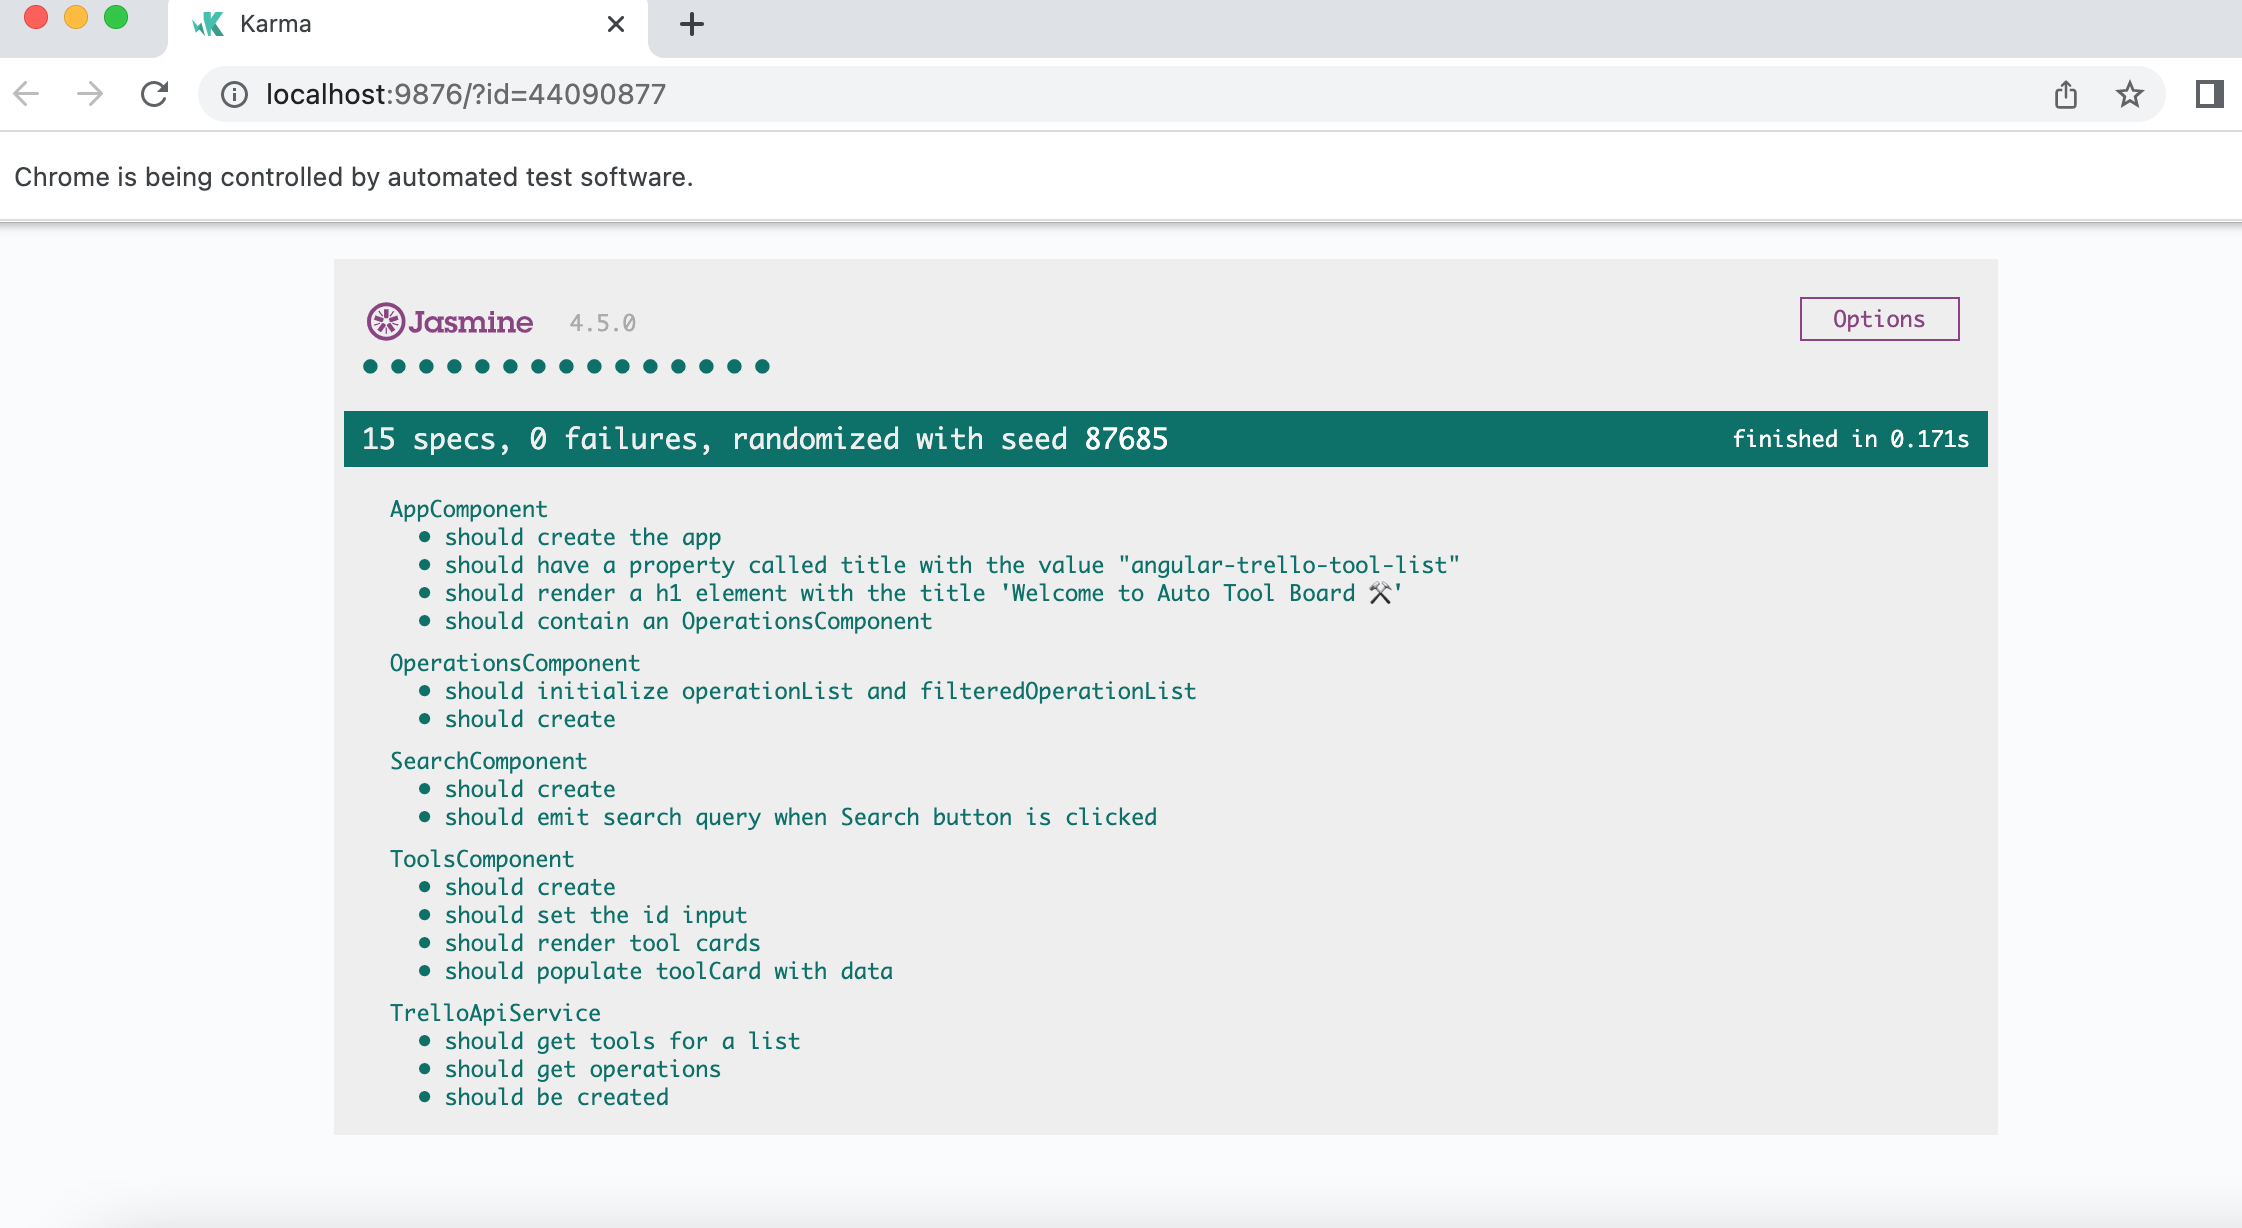 Karma
localhost:9876/?id=44090877
Chrome is being controlled by automated test software.
Jasmine 4.5.0
Options
15 specs, 0 failures, randomized with seed 87685
finished in 0.171s
AppComponent
• should create the app
• should have a property called title with the value "angular-trello-tool-list"
• should render a h1 element with the title 'Welcome to Auto Tool Board ⚒'
• should contain an OperationsComponent
OperationsComponent
• should initialize operationList and filteredOperationList
• should create
SearchComponent
• should create
• should emit search query when Search button is clicked
ToolsComponent
• should create
• should set the id input
• should render tool cards
• should populate toolCard with data
TrelloApiService
• should get tools for a list
• should get operations
• should be created